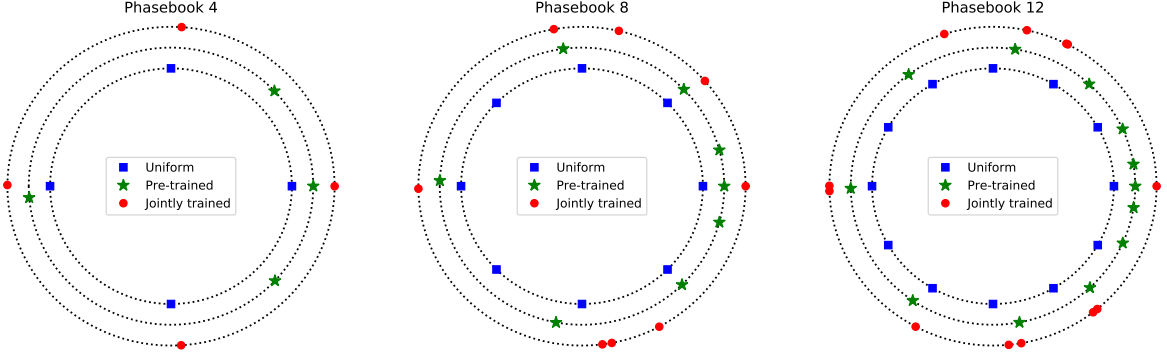 Phasebook 4
Uniform
Pre-trained
Jointly trained
Phasebook 8
Uniform
Pre-trained
Jointly trained
Phasebook 12
Uniform
Pre-trained
Jointly trained